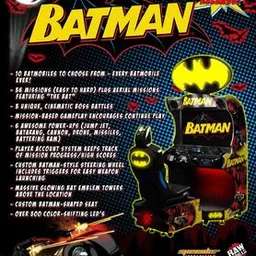 BATMAN
- 10 BATMOBILES TO CHOOSE FROM - EVERY BATMOBILE
EVER!
- 36 MISSIONS (EASY TO HARD) PLUS AERIAL MISSIONS
FEATURING "THE BAT"
- 5 UNIQUE, CINEMATIC BOSS BATTLES
- MISSION-BASED GAMEPLAY ENCOURAGES CONTINUE PLAY
- 6 AWESOME POWER-UPS (JUMP JET,
BATARANG, CANNON, DRONE, MISSILES,
BATTERING RAM)
- PLAYER ACCOUNT SYSTEM KEEPS TRACK
OF MISSION PROGRESS/HIGH SCORES
- CUSTOM BATMAN-STYLE STEERING WHEEL
INCLUDES TRIGGERS FOR EASY WEAPON
LAUNCHING
- MASSIVE GLOWING BAT EMBLEM TOWERS
ABOVE THE LOCATION
- CUSTOM BATMAN-SHAPED SEAT
- OVER 500 COLOR-SHIFTING LED'S
BATMAN
BATMAN
RAW